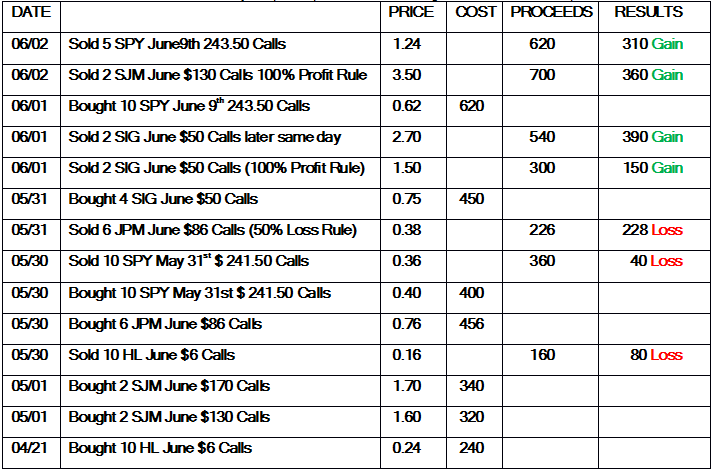 DATE PRICE COST PROCEEDS RESULTS
06/02 Sold 5 SPY June9th 243.50 Calls 1.24 620 310 Gain
06/02 Sold 2 SJM June $130 Calls 100% Profit Rule 3.50 700 360 Gain
06/01 Bought 10 SPY June 9th 243.50 Calls 0.62 620
06/01 Sold 2 SIG June $50 Calls later same day 2.70 540 390 Gain
06/01 Sold 2 SIG June $50 Calls (100% Profit Rule) 1.50 300 150 Gain
05/31 Bought 4 SIG June $50 Calls 0.75 450
05/31 Sold 6 JPM June $86 Calls (50% Loss Rule) 0.38 226 228 Loss
05/30 Sold 10 SPY May 31st $ 241.50 Calls 0.36 360 40 Loss
05/30 Bought 10 SPY May 31st $ 241.50 Calls 0.40 400
05/30 Bought 6 JPM June $86 Calls 0.76 456
05/30 Sold 10 HL June $6 Calls 0.16 160 80 Loss
05/01 Bought 2 SJM June $170 Calls 1.70 340
05/01 Bought 2 SJM June $130 Calls 1.60 320
04/21 Bought 10 HL June $6 Calls 0.24 240